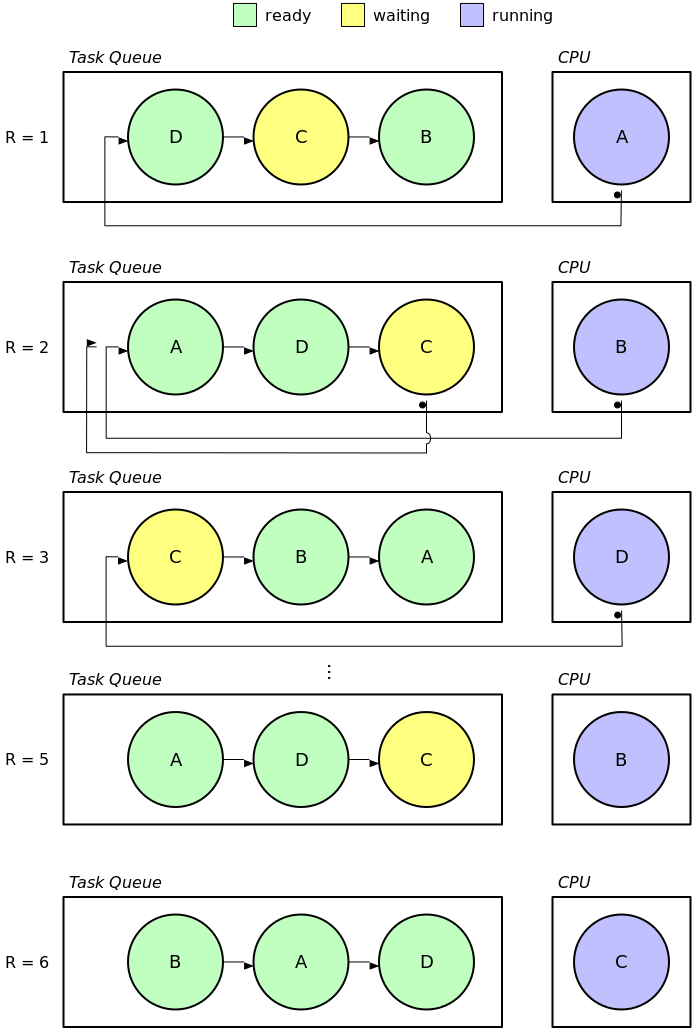 ready waiting running
Task Queue CPU
R = 1 D C B A
Task Queue CPU
R = 2 A D C B
Task Queue CPU
R = 3 C B A D
⋮
Task Queue CPU
R = 5 A D C B
Task Queue CPU
R = 6 B A D C